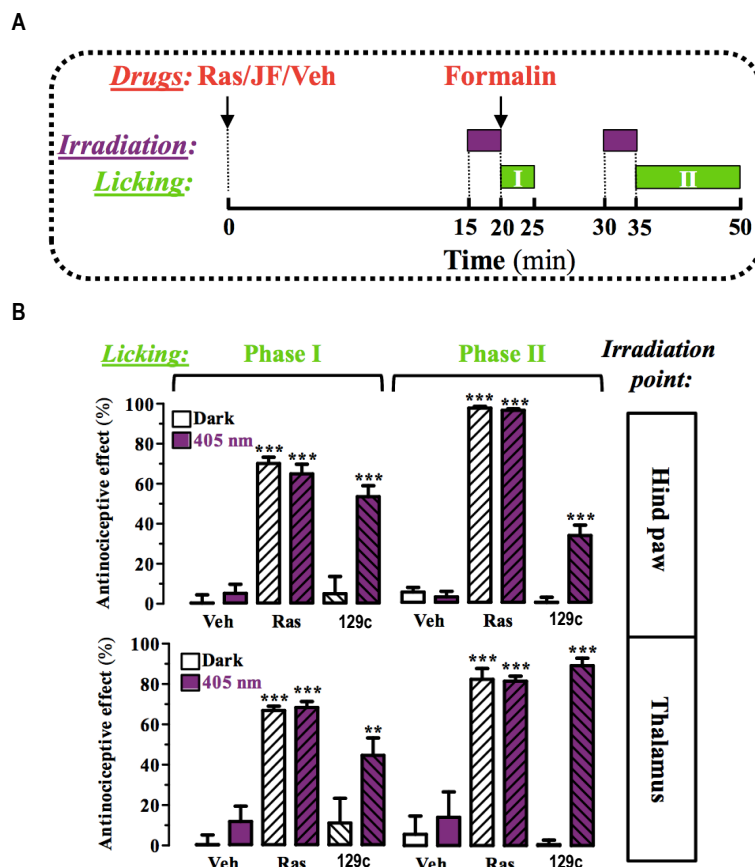 A
Drugs: Ras/JF/Veh Formalin
Irradiation:
Licking: I II
0 15 20 25 30 35 50
Time (min)
B
Licking: Phase I Phase II Irradiation
point:
Antinociceptive effect (%)
100
80
60
40
20
0
Dark
405 nm
*** *** *** *** *** ***
Veh Ras 129c Veh Ras 129c
Hind paw
Antinociceptive effect (%)
100
80
60
40
20
0
Dark
405 nm
*** *** ** *** *** ***
Veh Ras 129c Veh Ras 129c
Thalamus